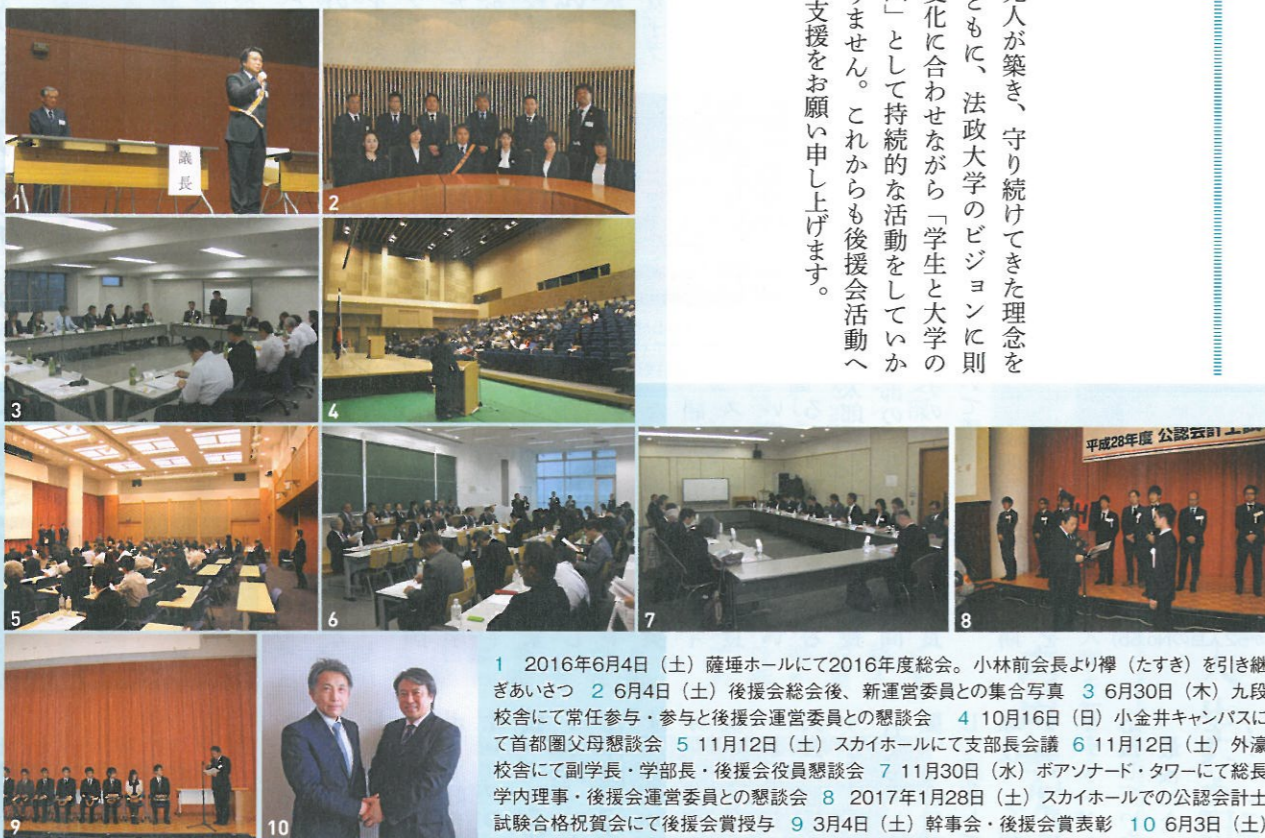 人が築き、守り続けてきた理念を
ともに、法政大学のビジョンに則
変化に合わせながら「学生と大学の
」として持続的な活動をしていか
りません。これからも後援会活動へ
支援をお願い申し上げます。
議長
1
2
3
4
5
6
7
平成28年度 公認会計士試
8
9
10
1 2016年6月4日（土）薩埵ホールにて2016年度総会。小林前会長より襷（たすき）を引き継
ぎあいさつ 2 6月4日（土）後援会総会後、新運営委員との集合写真 3 6月30日（木）九段
校舎にて常任参与・参与と後援会運営委員との懇談会 4 10月16日（日）小金井キャンパスに
て首都圏父母懇談会 5 11月12日（土）スカイホールにて支部長会議 6 11月12日（土）外濠
校舎にて副学長・学部長・後援会役員懇談会 7 11月30日（水）ボアソナード・タワーにて総長
学内理事・後援会運営委員との懇談会 8 2017年1月28日（土）スカイホールでの公認会計士
試験合格祝賀会にて後援会賞授与 9 3月4日（土）幹事会・後援会賞表彰 10 6月3日（土）